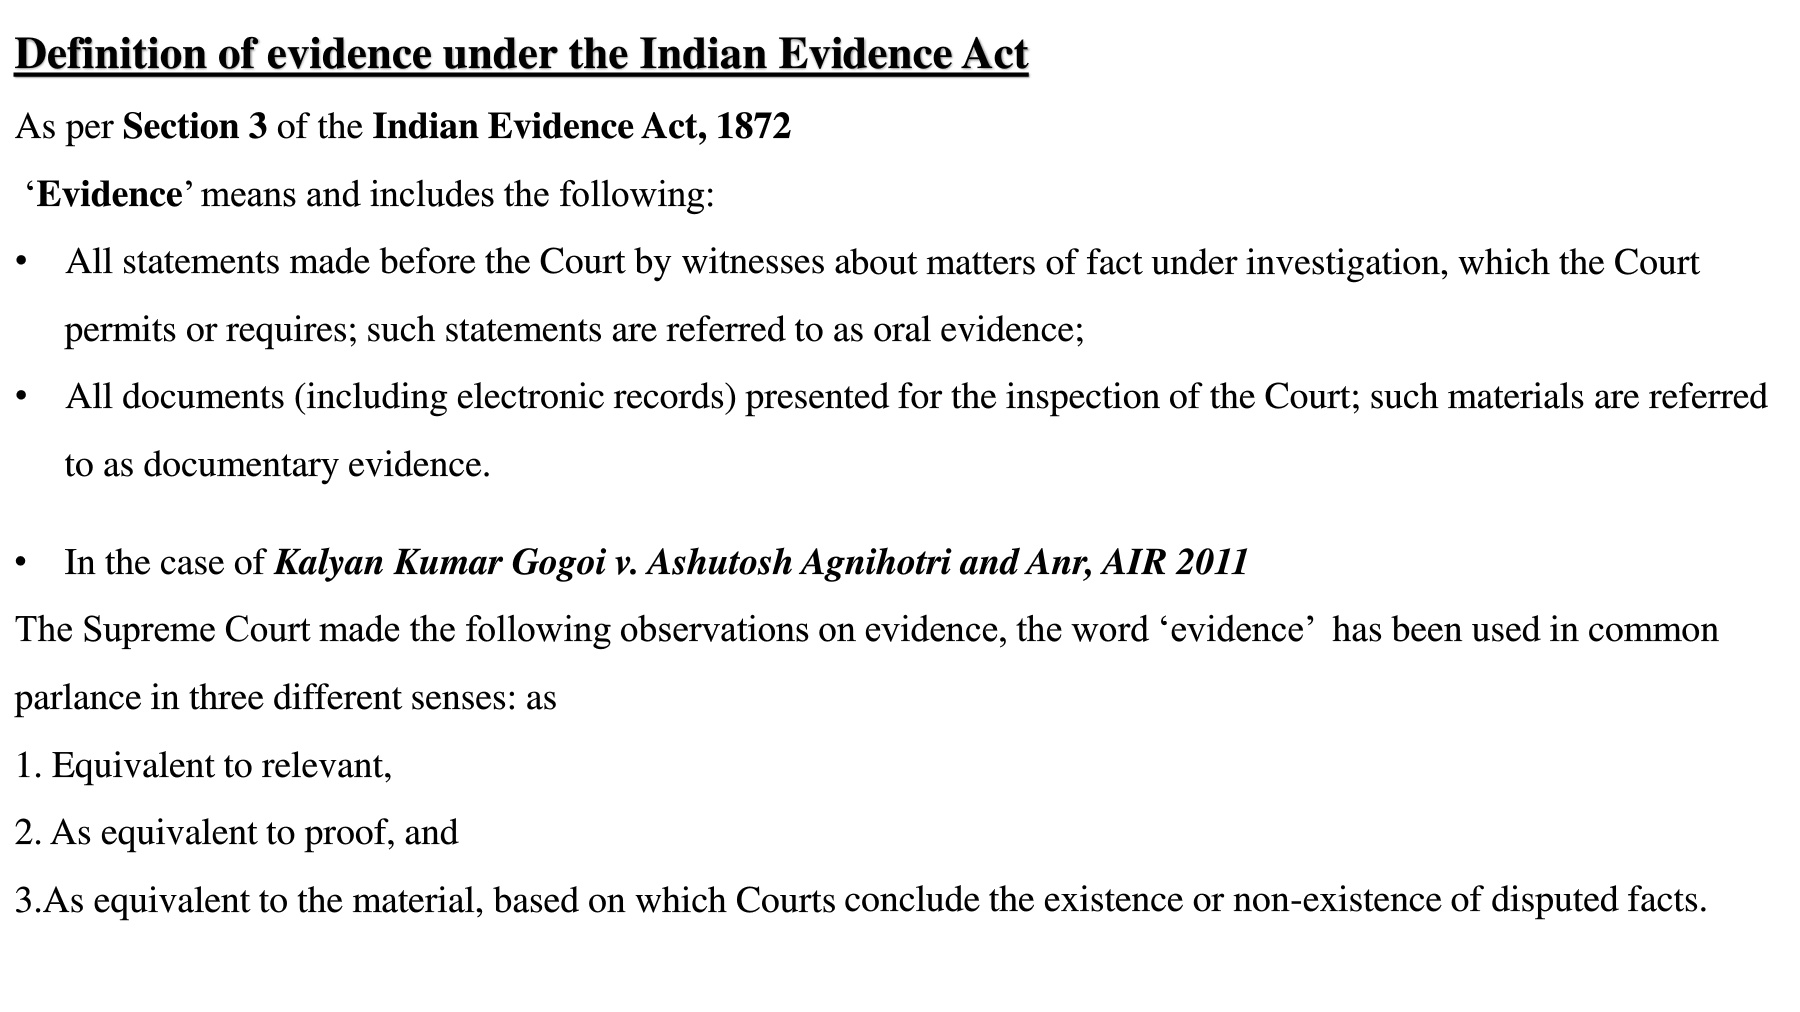 Definition of evidence under the Indian Evidence Act
As per Section 3 of the Indian Evidence Act, 1872
‘Evidence’ means and includes the following:
• All statements made before the Court by witnesses about matters of fact under investigation, which the Court
permits or requires; such statements are referred to as oral evidence;
• All documents (including electronic records) presented for the inspection of the Court; such materials are referred
to as documentary evidence.
• In the case of Kalyan Kumar Gogoi v. Ashutosh Agnihotri and Anr, AIR 2011
The Supreme Court made the following observations on evidence, the word ‘evidence’ has been used in common
parlance in three different senses: as
1. Equivalent to relevant,
2. As equivalent to proof, and
3.As equivalent to the material, based on which Courts conclude the existence or non-existence of disputed facts.